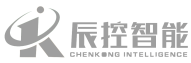 辰控智能
CHENKONG INTELLIGENCE